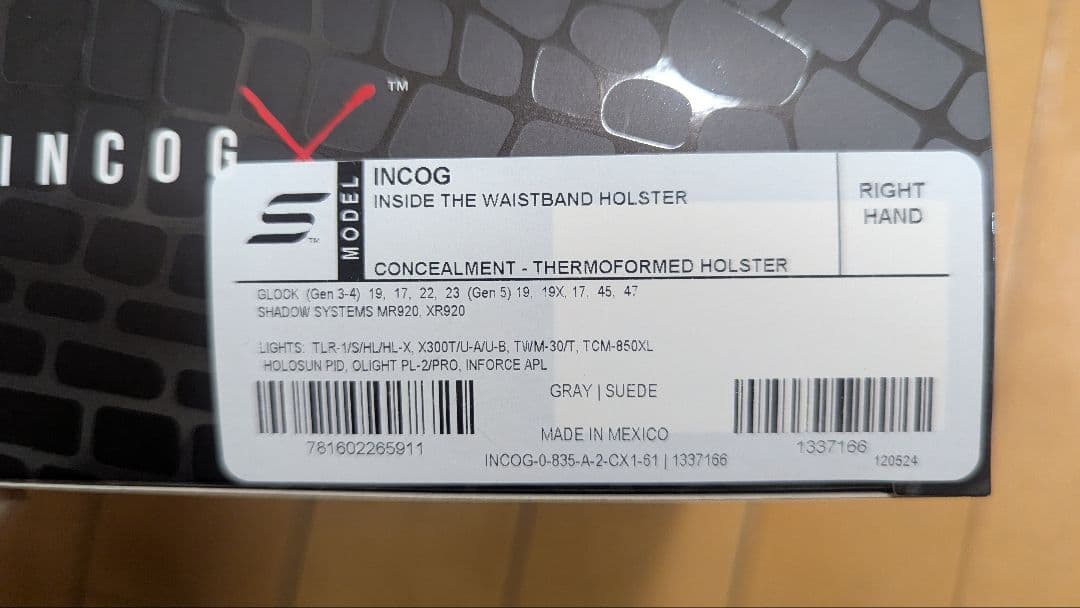 INCOG X™
S™
MODEL
INCOG
INSIDE THE WAISTBAND HOLSTER
CONCEALMENT - THERMOFORMED HOLSTER
RIGHT
HAND
GLOCK (Gen 3-4) 19, 17, 22, 23 (Gen 5) 19, 19X, 17, 45, 47
SHADOW SYSTEMS MR920, XR920
LIGHTS: TLR-1/S/HL/HL-X, X300T/U-A/U-B, TWM-30/T, TCM-850XL
HOLOSUN PID, OLIGHT PL-2/PRO, INFORCE APL
GRAY | SUEDE
781602265911
MADE IN MEXICO
1337166
INCOG-0-835-A-2-CX1-61 | 1337166
120524